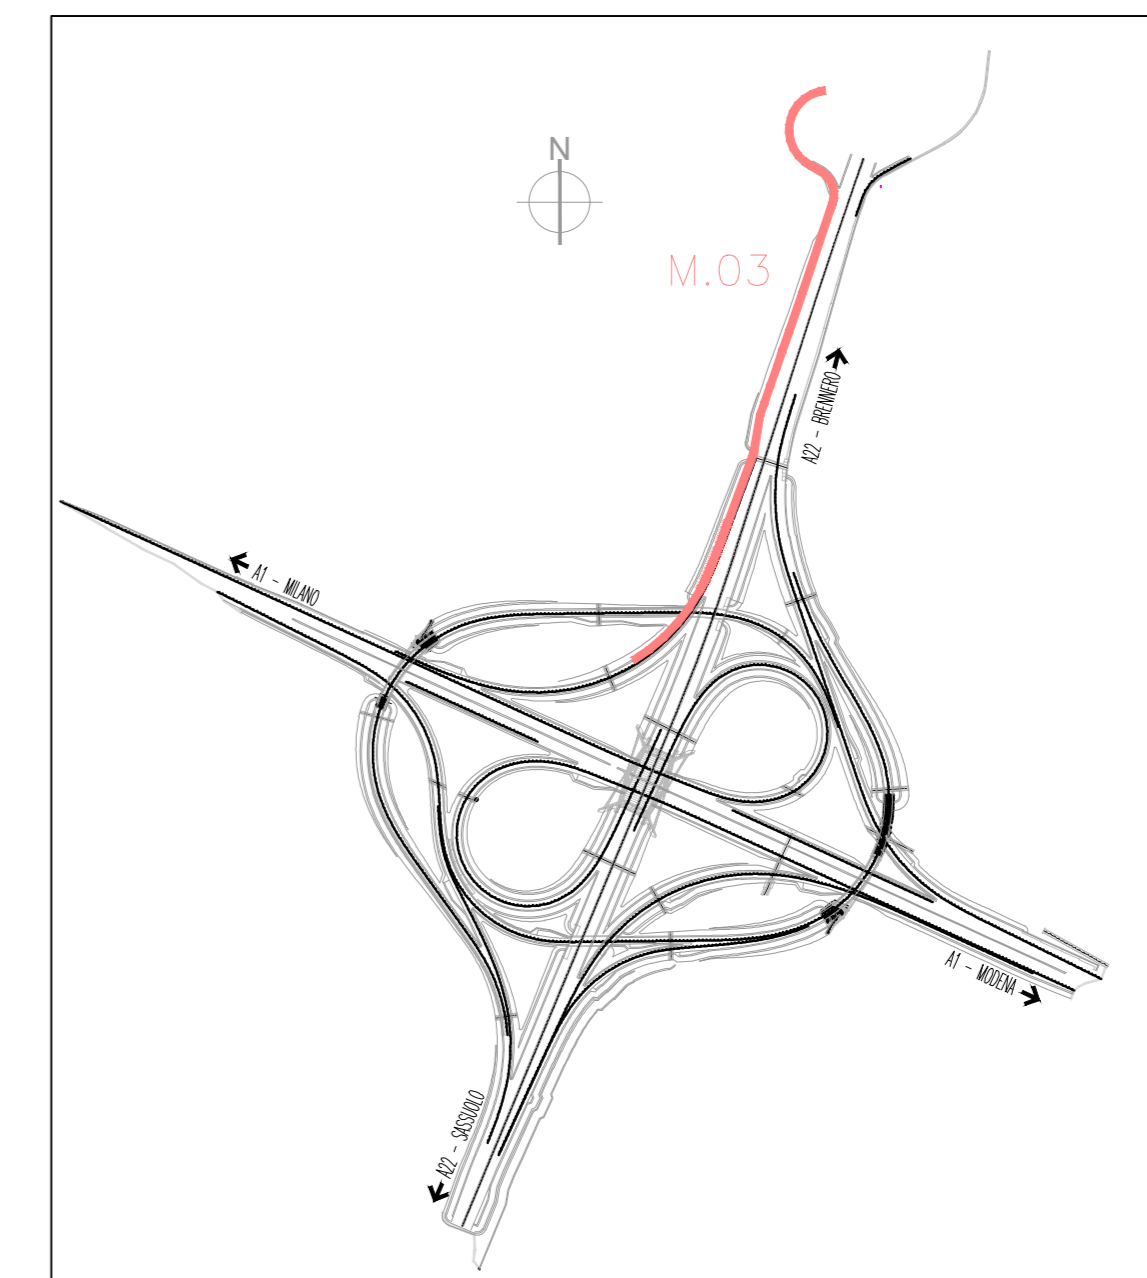 N
M.03
A22 - BRENNERO
A1 - MILANO
A1 - MODENA
A22 - SASSUOLO